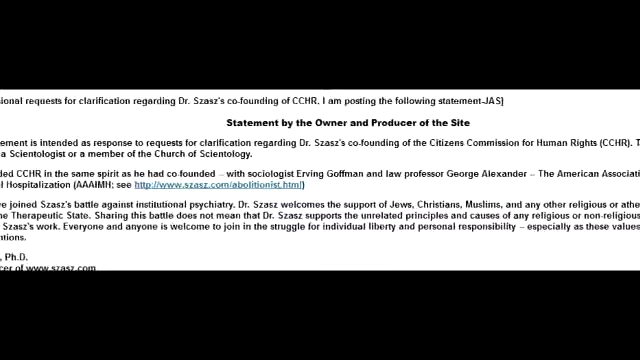 sional requests for clarification regarding Dr. Szasz's co-founding of CCHR, I am posting the following statement-JAS]
Statement by the Owner and Producer of the Site
ement is intended as response to requests for clarification regarding Dr. Szasz's co-founding of the Citizens Commission for Human Rights (CCHR). T
a Scientologist or a member of the Church of Scientology.
ded CCHR in the same spirit as he had co-founded – with sociologist Erving Goffman and law professor George Alexander – The American Associati
l Hospitalization (AAAIMH; see http://www.szasz.com/abolitionist.html)
ve joined Szasz's battle against institutional psychiatry. Dr. Szasz welcomes the support of Jews, Christians, Muslims, and any other religious or athe
he Therapeutic State. Sharing this battle does not mean that Dr. Szasz supports the unrelated principles and causes of any religious or non-religious
Szasz's work. Everyone and anyone is welcome to join in the struggle for individual liberty and personal responsibility – especially as these values
ntions.
, Ph.D.
cer of www.szasz.com